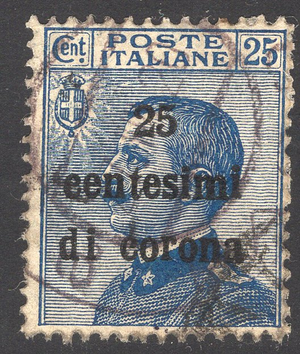 Cent. POSTE 25
ITALIANE
25
centesimi
di corona